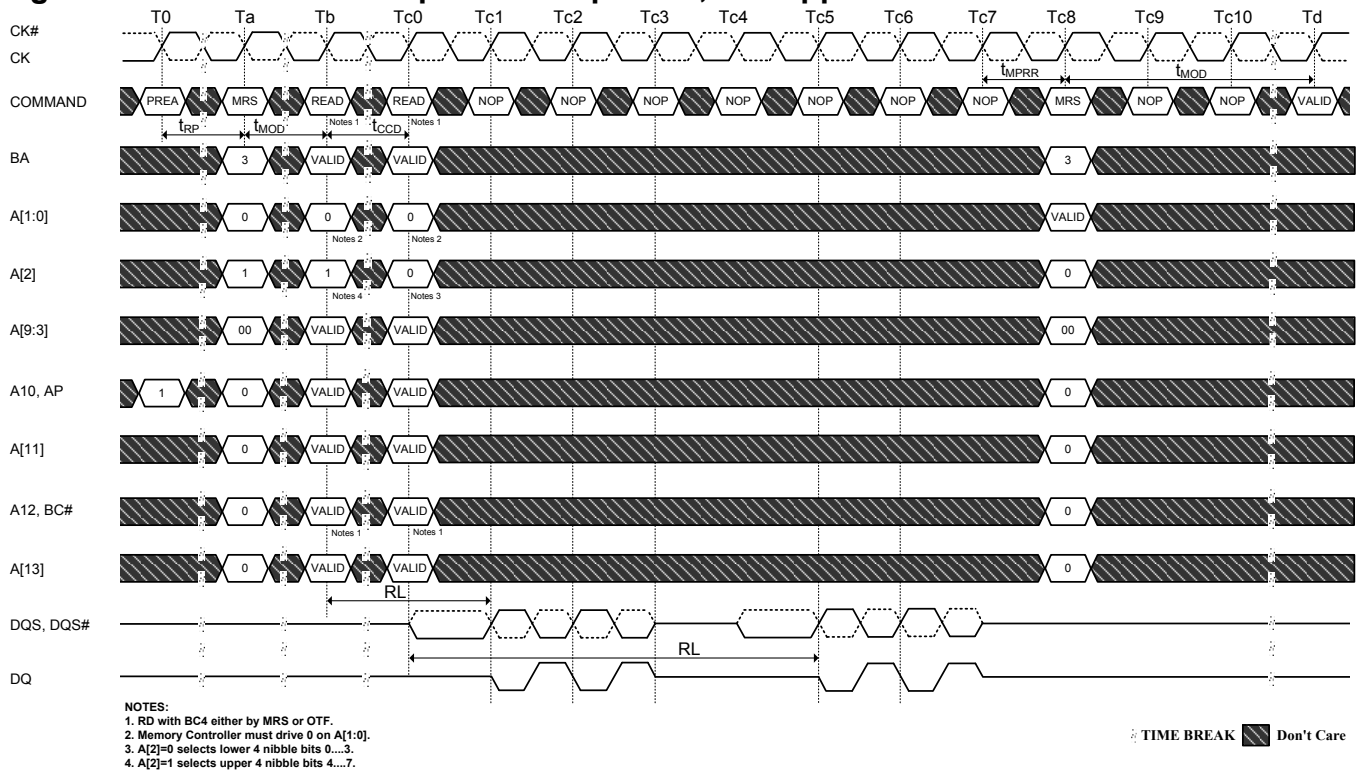 T0 Ta Tb Tc0 Tc1 Tc2 Tc3 Tc4 Tc5 Tc6 Tc7 Tc8 Tc9 Tc10 Td
CK#
CK
tMPRR tMOD
COMMAND PREA MRS READ READ NOP NOP NOP NOP NOP NOP NOP MRS NOP NOP VALID
Notes 1 Notes 1
tRP tMOD tCCD
BA 3 VALID VALID 3
A[1:0] 0 0 0 VALID
Notes 2 Notes 2
A[2] 1 1 0 0
Notes 4 Notes 3
A[9:3] 00 VALID VALID 00
A10, AP 1 0 VALID VALID 0
A[11] 0 VALID VALID 0
A12, BC# 0 VALID VALID 0
Notes 1 Notes 1
A[13] 0 VALID VALID 0
RL
DQS, DQS#
RL
DQ
NOTES:
1. RD with BC4 either by MRS or OTF.
2. Memory Controller must drive 0 on A[1:0].
3. A[2]=0 selects lower 4 nibble bits 0....3.
4. A[2]=1 selects upper 4 nibble bits 4....7.
TIME BREAK Don't Care